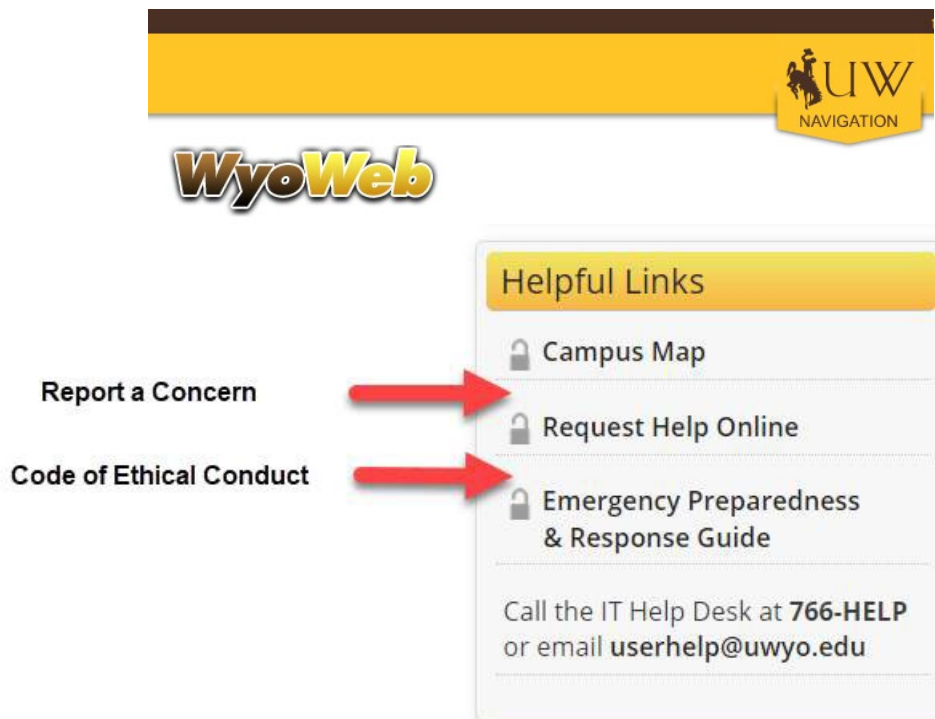 UW
NAVIGATION
WyoWeb
Helpful Links
Campus Map
Report a Concern
Request Help Online
Code of Ethical Conduct
Emergency Preparedness
& Response Guide
Call the IT Help Desk at 766-HELP
or email userhelp@uwyo.edu